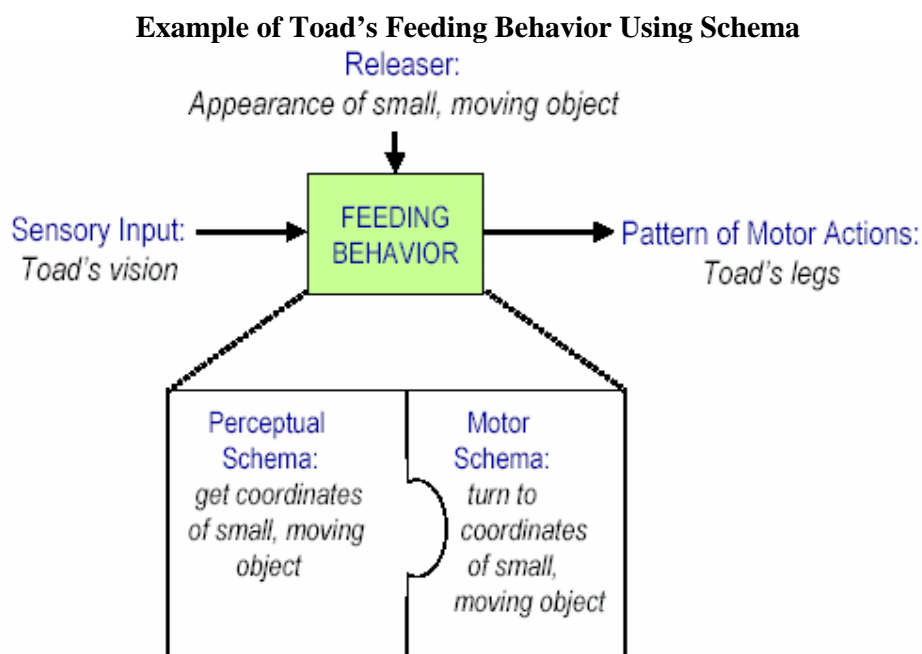 Example of Toad’s Feeding Behavior Using Schema
Releaser:
Appearance of small, moving object
Sensory Input:
Toad's vision
FEEDING
BEHAVIOR
Pattern of Motor Actions:
Toad's legs
Perceptual
Schema:
get coordinates
of small, moving
object
Motor
Schema:
turn to
coordinates
of small,
moving object